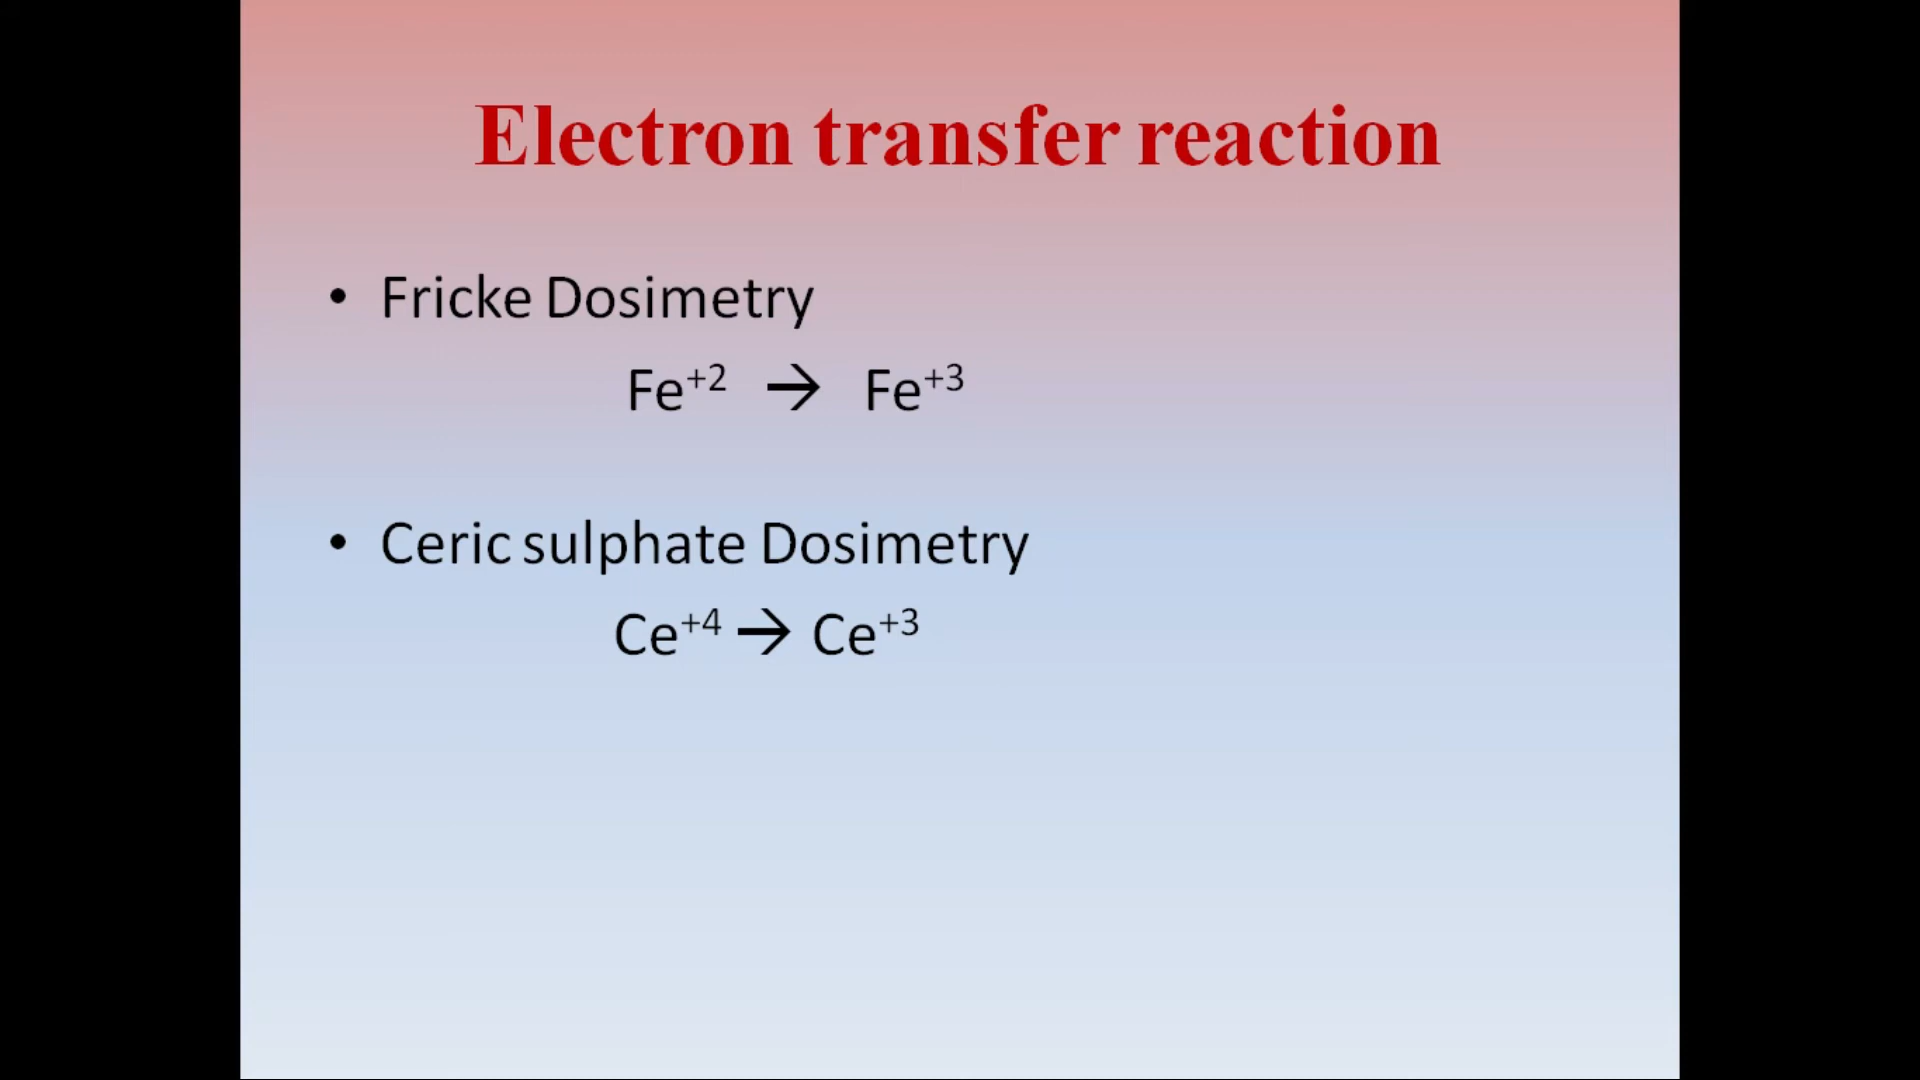 Electron transfer reaction
• Fricke Dosimetry
Fe⁺² → Fe⁺³
• Ceric sulphate Dosimetry
Ce⁺⁴ → Ce⁺³